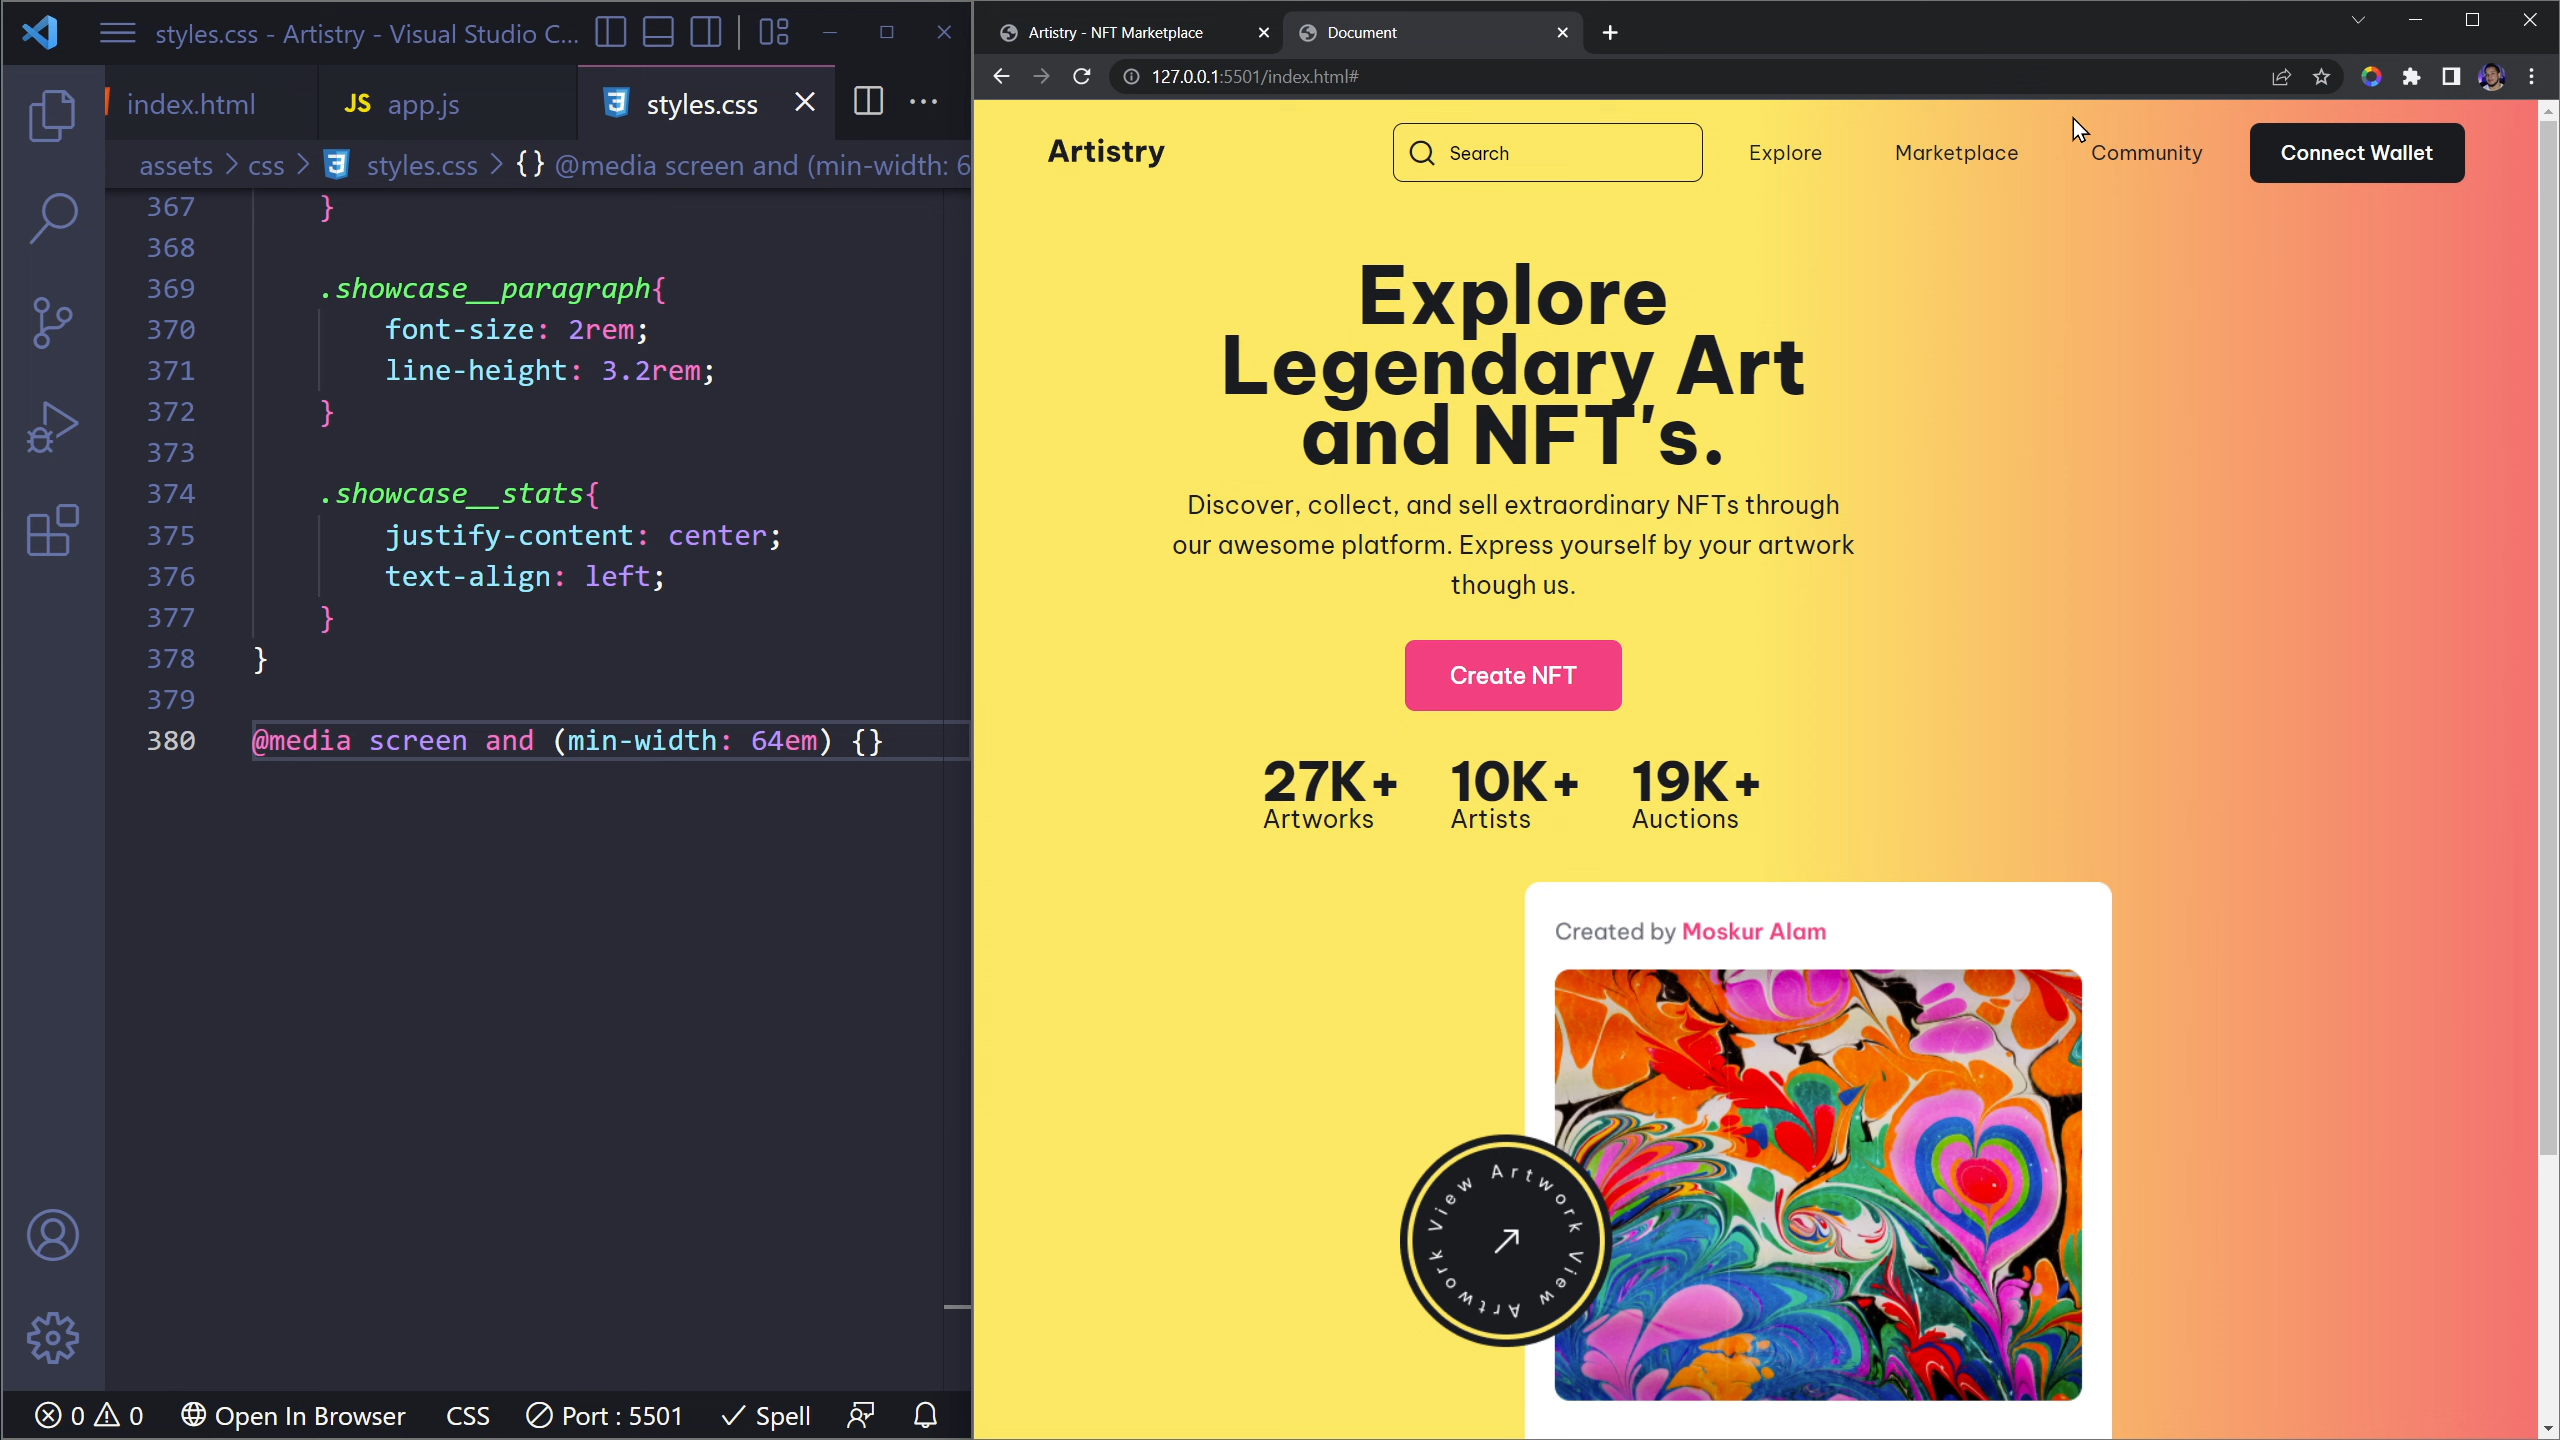 styles.css - Artistry - Visual Studio C...
index.html
JS app.js
styles.css
assets > css > styles.css > {} @media screen and (min-width: 6
367 }
368
369 .showcase__paragraph{
370 font-size: 2rem;
371 line-height: 3.2rem;
372 }
373
374 .showcase__stats{
375 justify-content: center;
376 text-align: left;
377 }
378 }
379
380 @media screen and (min-width: 64em) {}
0 0 Open In Browser CSS Port : 5501 Spell
Artistry - NFT Marketplace
Document
127.0.0.1:5501/index.html#
Artistry
Search
Explore
Marketplace
Community
Connect Wallet
Explore
Legendary Art
and NFT's.
Discover, collect, and sell extraordinary NFTs through
our awesome platform. Express yourself by your artwork
though us.
Create NFT
27K+ 10K+ 19K+
Artworks Artists Auctions
Created by Moskur Alam
View Artwork View Artwork